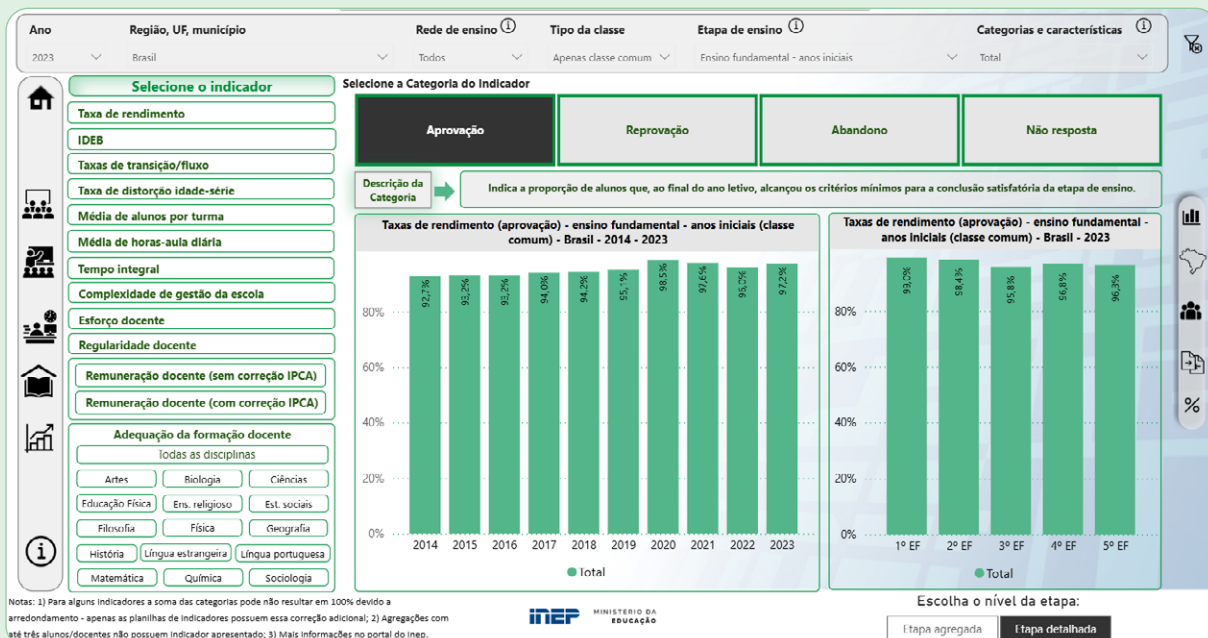 Ano
Região, UF, município
Rede de ensino
Tipo da classe
Etapa de ensino
Categorias e características
2023
Brasil
Todos
Apenas classe comum
Ensino fundamental - anos iniciais
Total
Selecione o indicador
Taxa de rendimento
IDEB
Taxas de transição/fluxo
Taxa de distorção idade-série
Média de alunos por turma
Média de horas-aula diária
Tempo integral
Complexidade de gestão da escola
Esforço docente
Regularidade docente
Remuneração docente (sem correção IPCA)
Remuneração docente (com correção IPCA)
Adequação da formação docente
Todas as disciplinas
Artes
Biologia
Ciências
Educação Física
Ens. religioso
Est. sociais
Filosofia
Física
Geografia
História
Língua estrangeira
Língua portuguesa
Matemática
Química
Sociologia
Selecione a Categoria do Indicador
Aprovação
Reprovação
Abandono
Não resposta
Descrição da
Categoria
Indica a proporção de alunos que, ao final do ano letivo, alcançou os critérios mínimos para a conclusão satisfatória da etapa de ensino.
Taxas de rendimento (aprovação) - ensino fundamental - anos iniciais (classe
comum) - Brasil - 2014 - 2023
80%
60%
40%
20%
0%
92,7%
93,2%
93,2%
94,0%
94,2%
95,1%
98,5%
97,6%
96,0%
97,2%
2014
2015
2016
2017
2018
2019
2020
2021
2022
2023
Total
Taxas de rendimento (aprovação) - ensino fundamental -
anos iniciais (classe comum) - Brasil - 2023
80%
60%
40%
20%
0%
99,0%
98,4%
95,8%
96,8%
96,3%
1º EF
2º EF
3º EF
4º EF
5º EF
Total
Notas: 1) Para alguns indicadores a soma das categorias pode não resultar em 100% devido a
arredondamento - apenas as planilhas de indicadores possuem essa correção adicional; 2) Agregações com
até três alunos/docentes não possuem indicador apresentado; 3) Mais informações no portal do Inep.
INEP
MINISTÉRIO DA
EDUCAÇÃO
Escolha o nível da etapa:
Etapa agregada
Etapa detalhada